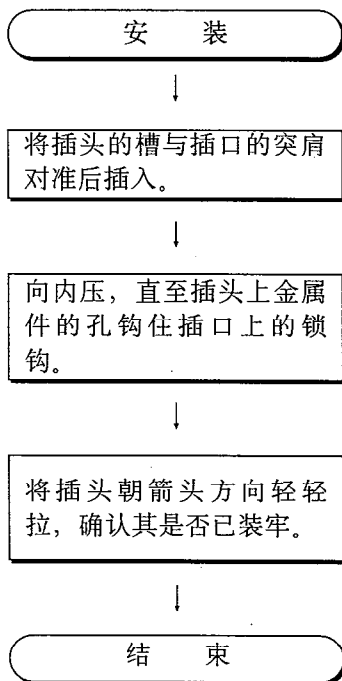 安 装
将插头的槽与插口的突肩
对准后插入。
向内压，直至插头上金属
件的孔钩住插口上的锁
钩。
将插头朝箭头方向轻轻
拉，确认其是否已装牢。
结 束